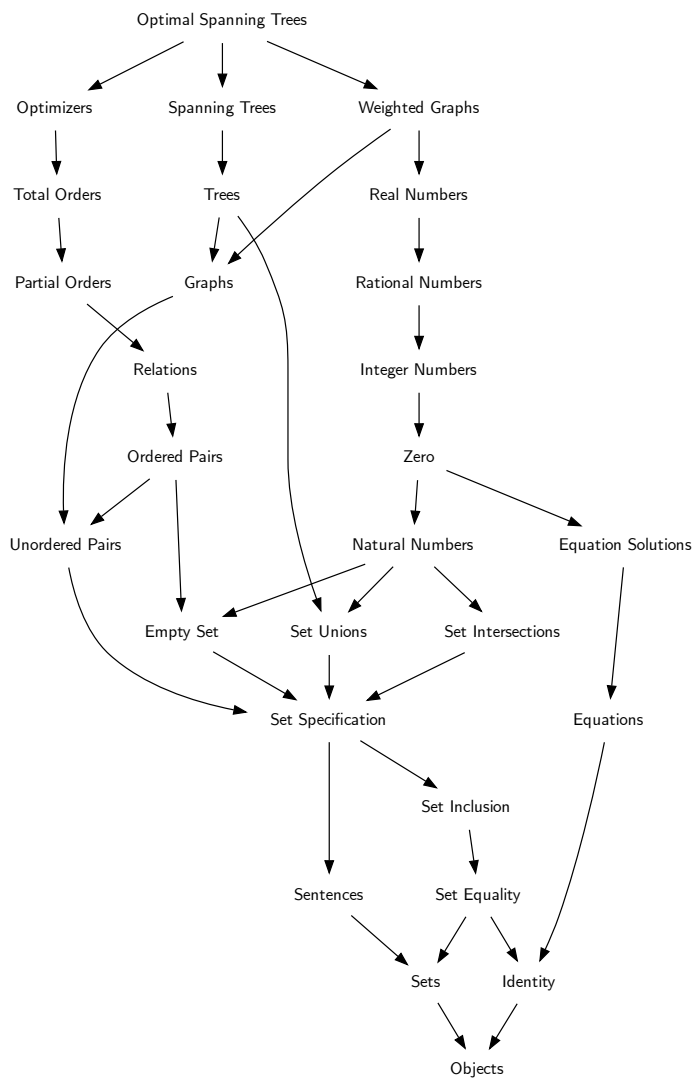 Optimal Spanning Trees
Optimizers
Spanning Trees
Weighted Graphs
Total Orders
Trees
Real Numbers
Partial Orders
Graphs
Rational Numbers
Relations
Integer Numbers
Ordered Pairs
Zero
Unordered Pairs
Natural Numbers
Equation Solutions
Empty Set
Set Unions
Set Intersections
Set Specification
Equations
Set Inclusion
Sentences
Set Equality
Sets
Identity
Objects